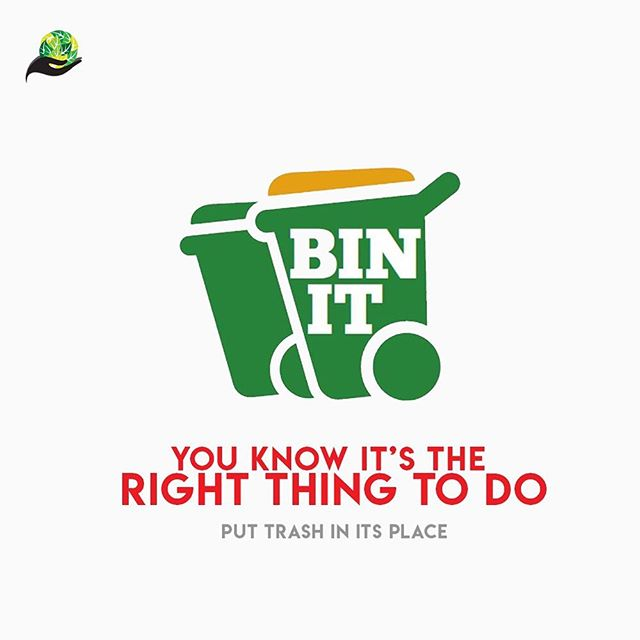 BIN
IT
YOU KNOW IT'S THE
RIGHT THING TO DO
PUT TRASH IN ITS PLACE